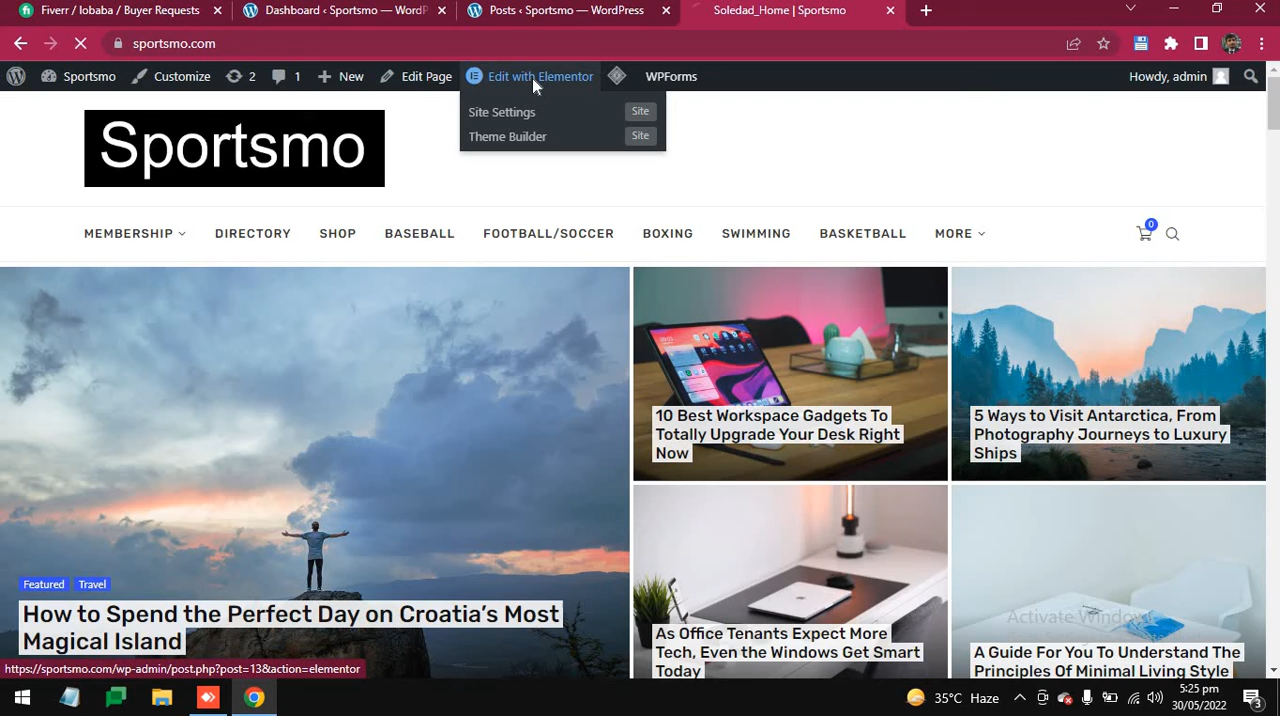 Fiverr / Iobaba / Buyer Requests
Dashboard ‹ Sportsmo — WordP
Posts ‹ Sportsmo — WordPress
Soledad_Home | Sportsmo
sportsmo.com
Sportsmo
Customize
2
1
New
Edit Page
Edit with Elementor
WPForms
Howdy, admin
Site Settings
Site
Theme Builder
Site
Sportsmo
MEMBERSHIP
DIRECTORY
SHOP
BASEBALL
FOOTBALL/SOCCER
BOXING
SWIMMING
BASKETBALL
MORE
0
10 Best Workspace Gadgets To
Totally Upgrade Your Desk Right
Now
5 Ways to Visit Antarctica, From
Photography Journeys to Luxury
Ships
Featured
Travel
How to Spend the Perfect Day on Croatia's Most
Magical Island
As Office Tenants Expect More
Tech, Even the Windows Get Smart
Today
Activate Windows
A Guide For You To Understand The
Principles Of Minimal Living Style
https://sportsmo.com/wp-admin/post.php?post=13&action=elementor
35°C Haze
5:25 pm
30/05/2022
3